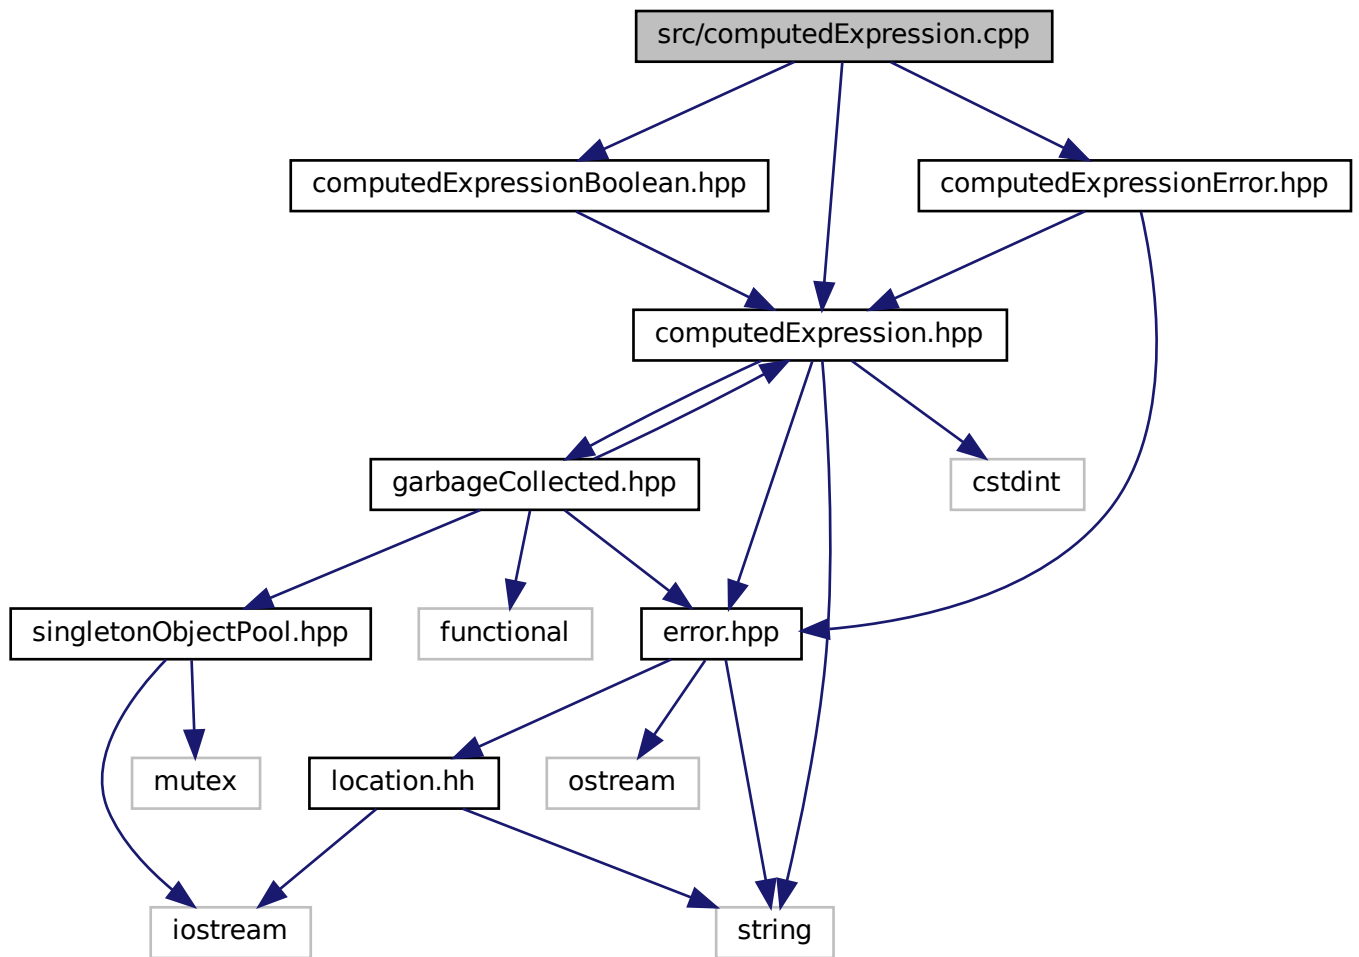 src/computedExpression.cpp
computedExpressionBoolean.hpp
computedExpressionError.hpp
computedExpression.hpp
garbageCollected.hpp
cstdint
singletonObjectPool.hpp
functional
error.hpp
mutex
location.hh
ostream
iostream
string